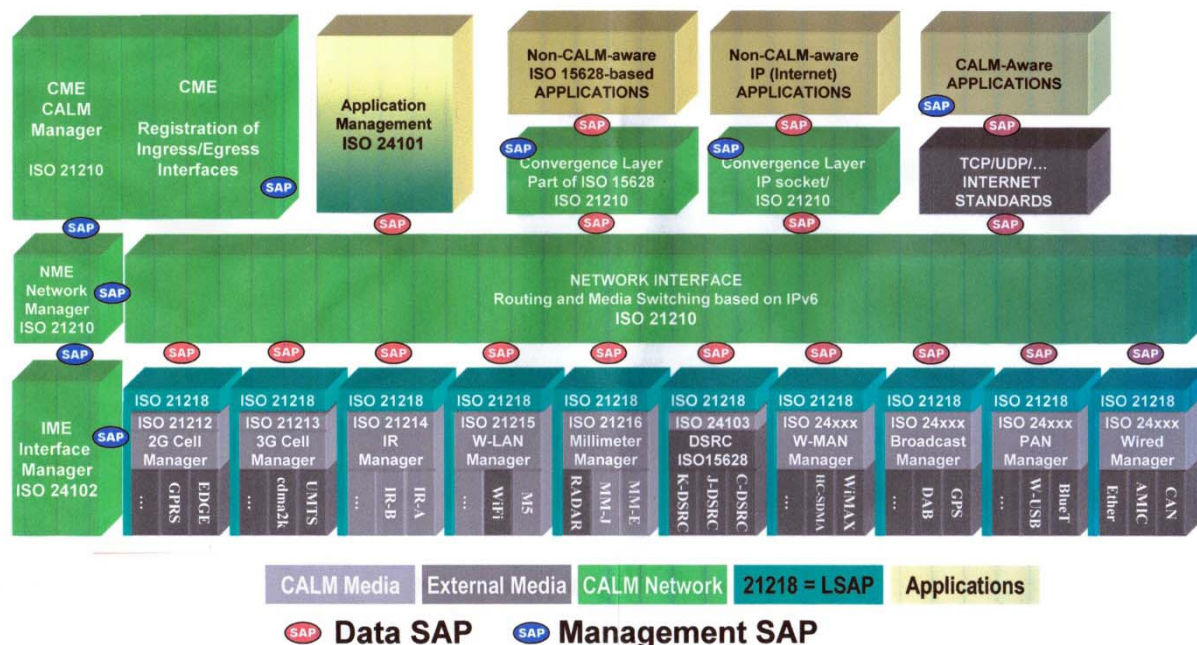 CME
CALM
Manager
ISO 21210
CME
Registration of
Ingress/Egress
Interfaces
SAP
Application
Management
ISO 24101
Non-CALM-aware
ISO 15628-based
APPLICATIONS
SAP
SAP
Convergence Layer
Part of ISO 15628
ISO 21210
Non-CALM-aware
IP (Internet)
APPLICATIONS
SAP
SAP
Convergence Layer
IP socket/
ISO 21210
CALM-Aware
APPLICATIONS
SAP
SAP
TCP/UDP/...
INTERNET
STANDARDS
SAP
SAP
SAP
SAP
SAP
NME
Network
Manager
ISO 21210
SAP
NETWORK INTERFACE
Routing and Media Switching based on IPv6
ISO 21210
SAP
SAP
SAP
SAP
SAP
SAP
SAP
SAP
SAP
SAP
SAP
IME
Interface
Manager
ISO 24102
SAP
ISO 21218
ISO 21212
2G Cell
Manager
...
GPRS
EDGE
ISO 21218
ISO 21213
3G Cell
Manager
...
cdma2k
UMTS
ISO 21218
ISO 21214
IR
Manager
...
IR-B
IR-A
ISO 21218
ISO 21215
W-LAN
Manager
...
WiFi
M5
ISO 21218
ISO 21216
Millimeter
Manager
RADAR
MM-J
MM-E
ISO 21218
ISO 24103
DSRC
ISO15628
K-DSRC
J-DSRC
C-DSRC
ISO 21218
ISO 24xxx
W-MAN
Manager
...
HC-SDMA
WiMAX
ISO 21218
ISO 24xxx
Broadcast
Manager
...
DAB
GPS
ISO 21218
ISO 24xxx
PAN
Manager
...
W-USB
BlueT
ISO 21218
ISO 24xxx
Wired
Manager
Ether
AMIC
CAN
CALM Media
External Media
CALM Network
21218 = LSAP
Applications
SAP Data SAP
SAP Management SAP